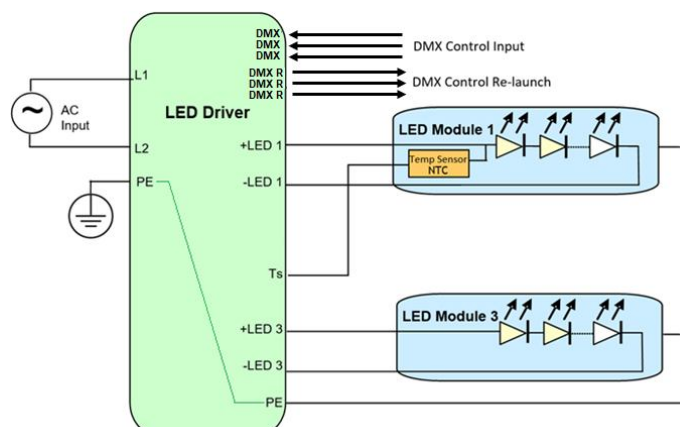 DMX
DMX
DMX
DMX Control Input
DMX R
DMX R
DMX R
DMX Control Re-launch
L1
~
AC
Input
LED Driver
L2
PE
+LED 1
-LED 1
LED Module 1
Temp Sensor
NTC
Ts
LED Module 3
+LED 3
-LED 3
PE